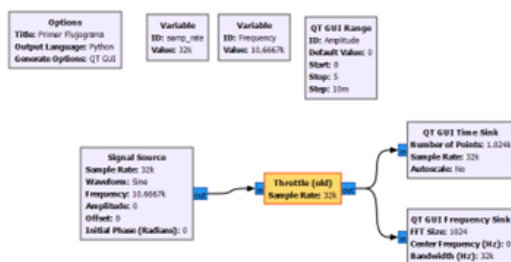 Options
Title: Primer Flujograma
Output Language: Python
Generate Options: QT GUI
Variable
ID: samp_rate
Value: 32k
Variable
ID: Frequency
Value: 10.6667k
QT GUI Range
ID: Amplitude
Default Value: 0
Start: 0
Stop: 5
Step: 10m
Signal Source
Sample Rate: 32k
Waveform: Sine
Frequency: 10.6667k
Amplitude: 0
Offset: 0
Initial Phase (Radians): 0
out
in
Throttle (old)
Sample Rate: 32k
out
in
QT GUI Time Sink
Number of Points: 1.024k
Sample Rate: 32k
Autoscale: No
in
QT GUI Frequency Sink
FFT Size: 1024
Center Frequency (Hz): 0
Bandwidth (Hz): 32k